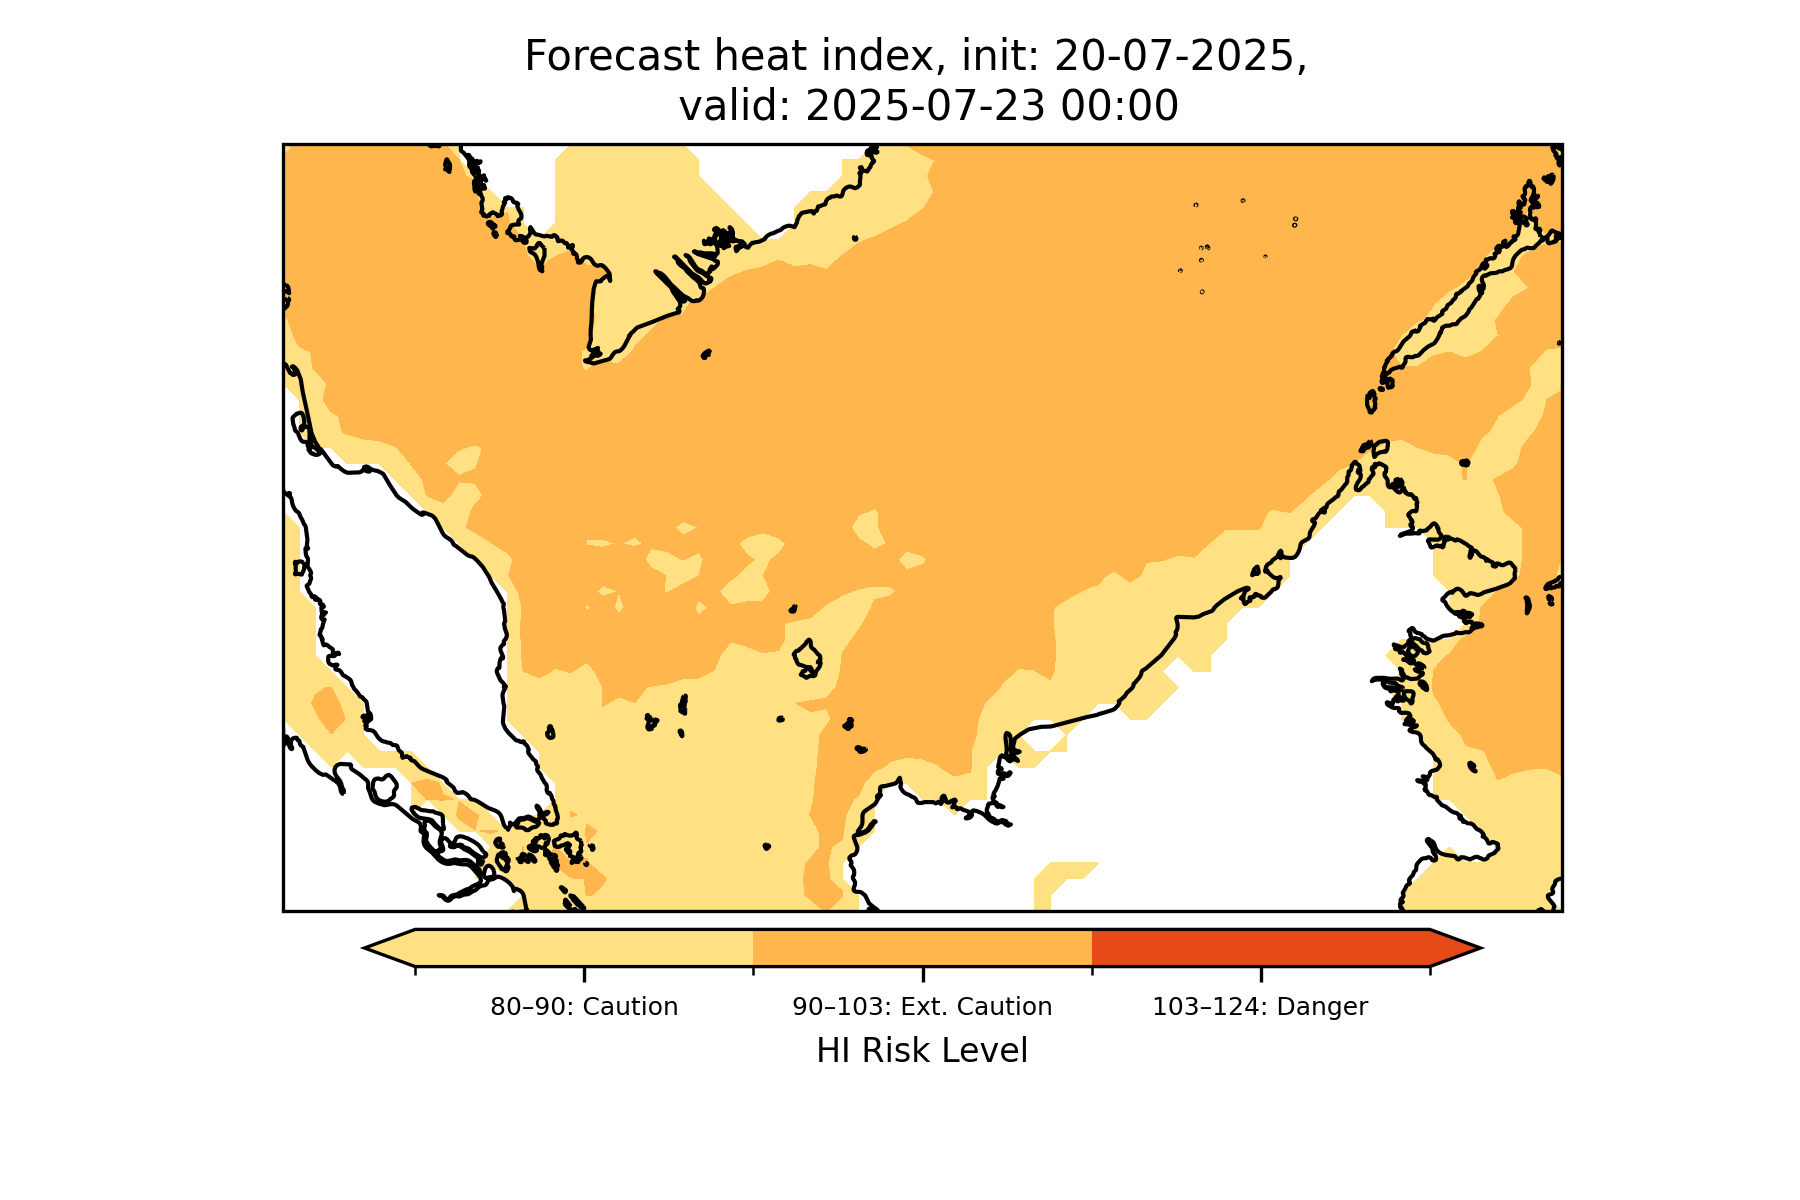 Forecast heat index, init: 20-07-2025,
valid: 2025-07-23 00:00
80–90: Caution
90–103: Ext. Caution
103–124: Danger
HI Risk Level